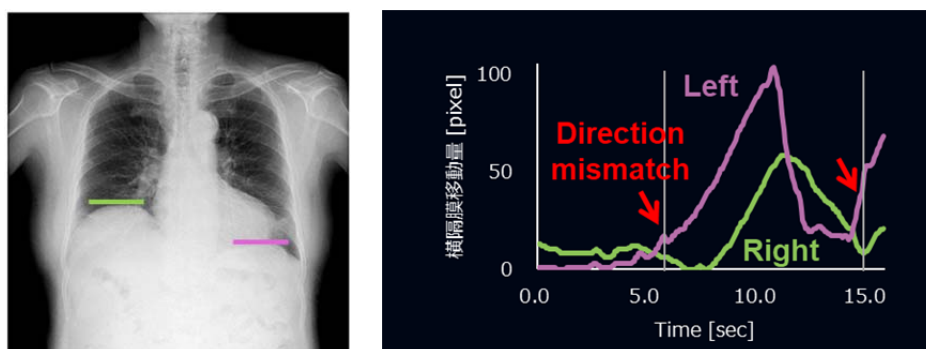 横隔膜移動量 [pixel]
100
50
0
Left
Direction
mismatch
Right
0.0
5.0
10.0
15.0
Time [sec]